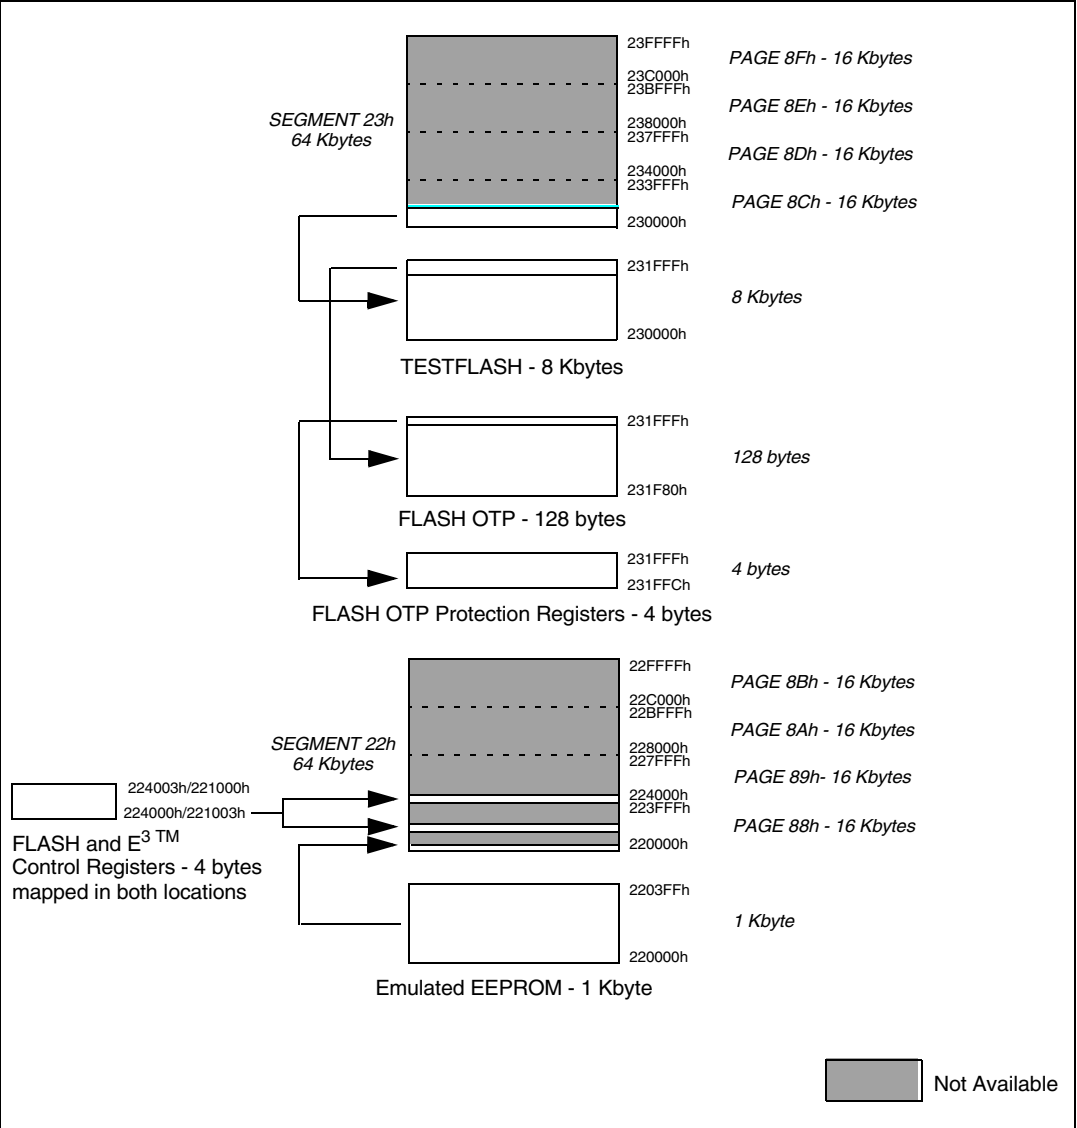 23FFFFh
PAGE 8Fh - 16 Kbytes
23C000h
23BFFFh
PAGE 8Eh - 16 Kbytes
SEGMENT 23h
64 Kbytes
238000h
237FFFh
PAGE 8Dh - 16 Kbytes
234000h
233FFFh
PAGE 8Ch - 16 Kbytes
230000h
231FFFh
8 Kbytes
230000h
TESTFLASH - 8 Kbytes
231FFFh
128 bytes
231F80h
FLASH OTP - 128 bytes
231FFFh
4 bytes
231FFCh
FLASH OTP Protection Registers - 4 bytes
22FFFFh
PAGE 8Bh - 16 Kbytes
22C000h
22BFFFh
PAGE 8Ah - 16 Kbytes
SEGMENT 22h
64 Kbytes
228000h
227FFFh
PAGE 89h- 16 Kbytes
224000h
223FFFh
PAGE 88h - 16 Kbytes
220000h
224003h/221000h
224000h/221003h
FLASH and E3 TM
Control Registers - 4 bytes
mapped in both locations
2203FFh
1 Kbyte
220000h
Emulated EEPROM - 1 Kbyte
Not Available